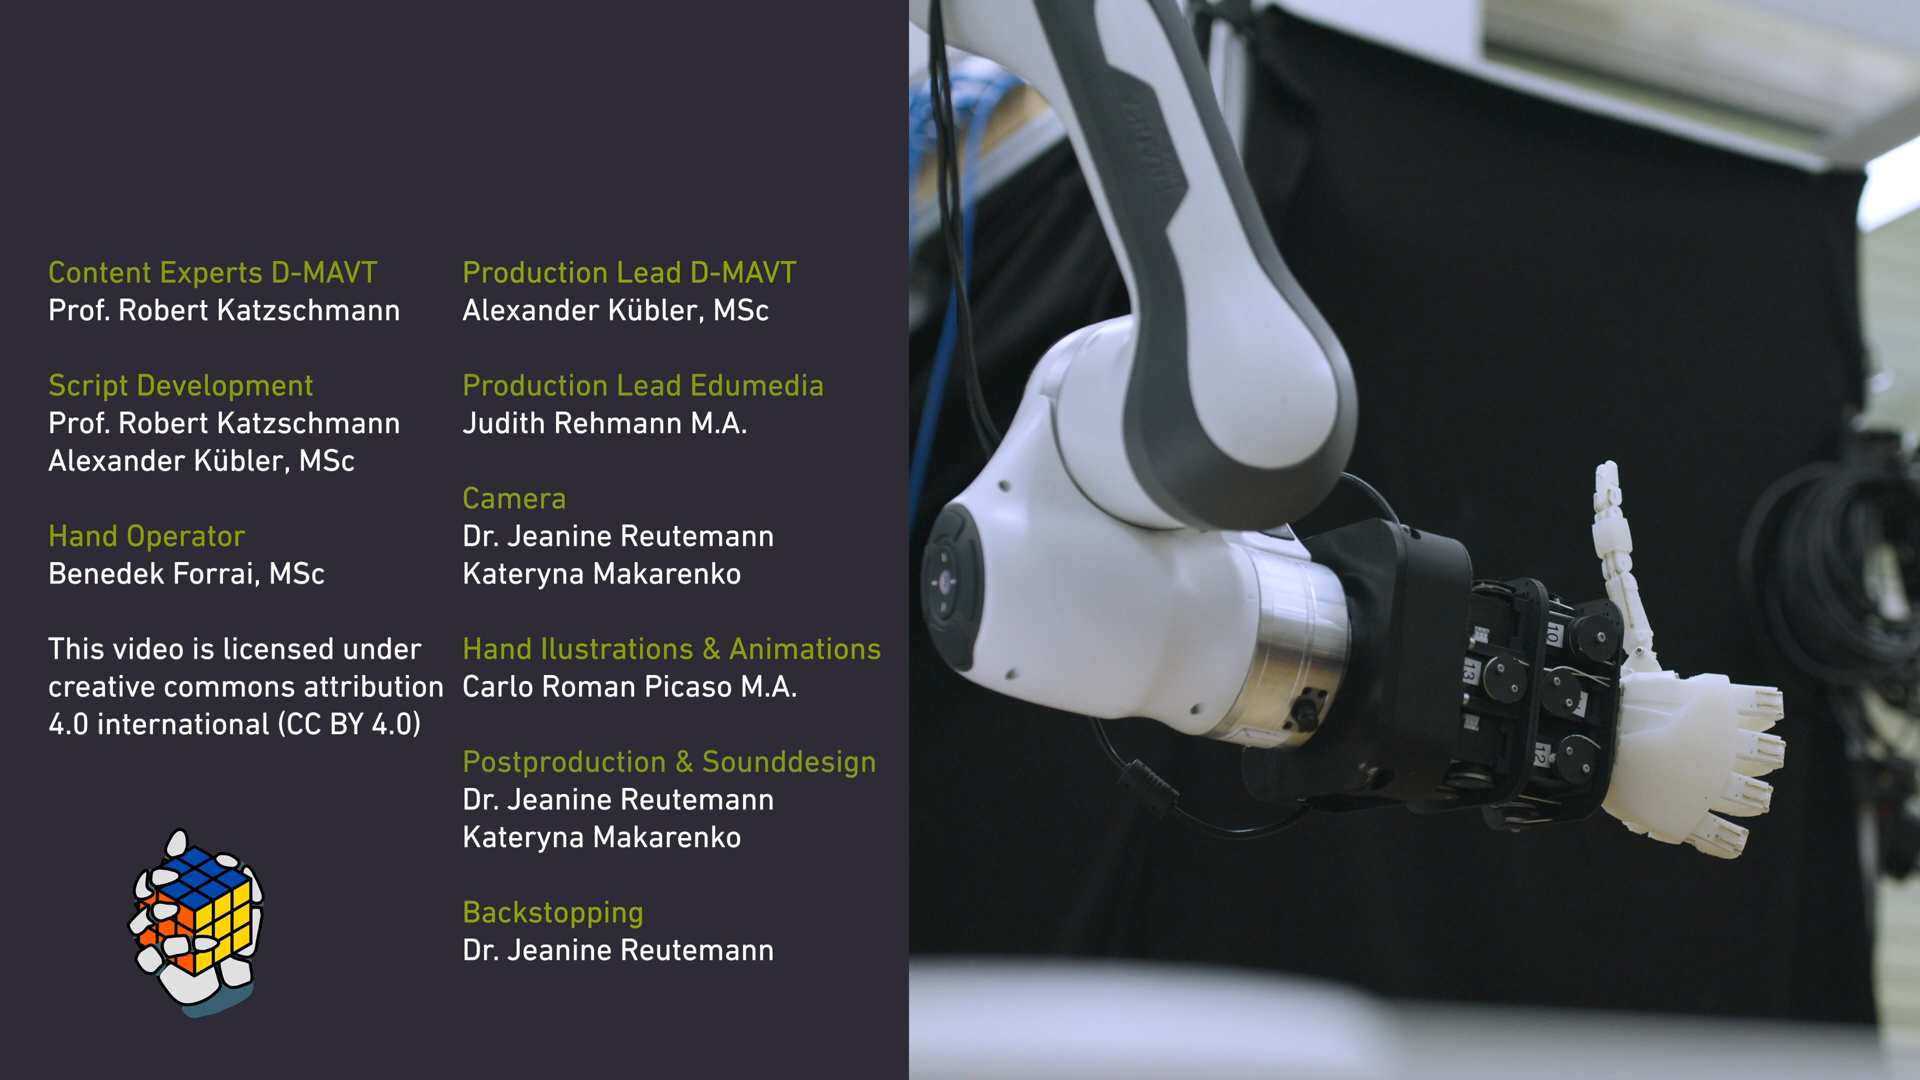 Content Experts D-MAVT
Prof. Robert Katzschmann
Script Development
Prof. Robert Katzschmann
Alexander Kübler, MSc
Hand Operator
Benedek Forrai, MSc
This video is licensed under
creative commons attribution
4.0 international (CC BY 4.0)
Production Lead D-MAVT
Alexander Kübler, MSc
Production Lead Edumedia
Judith Rehmann M.A.
Camera
Dr. Jeanine Reutemann
Kateryna Makarenko
Hand Ilustrations & Animations
Carlo Roman Picaso M.A.
Postproduction & Sounddesign
Dr. Jeanine Reutemann
Kateryna Makarenko
Backstopping
Dr. Jeanine Reutemann
10
13
12